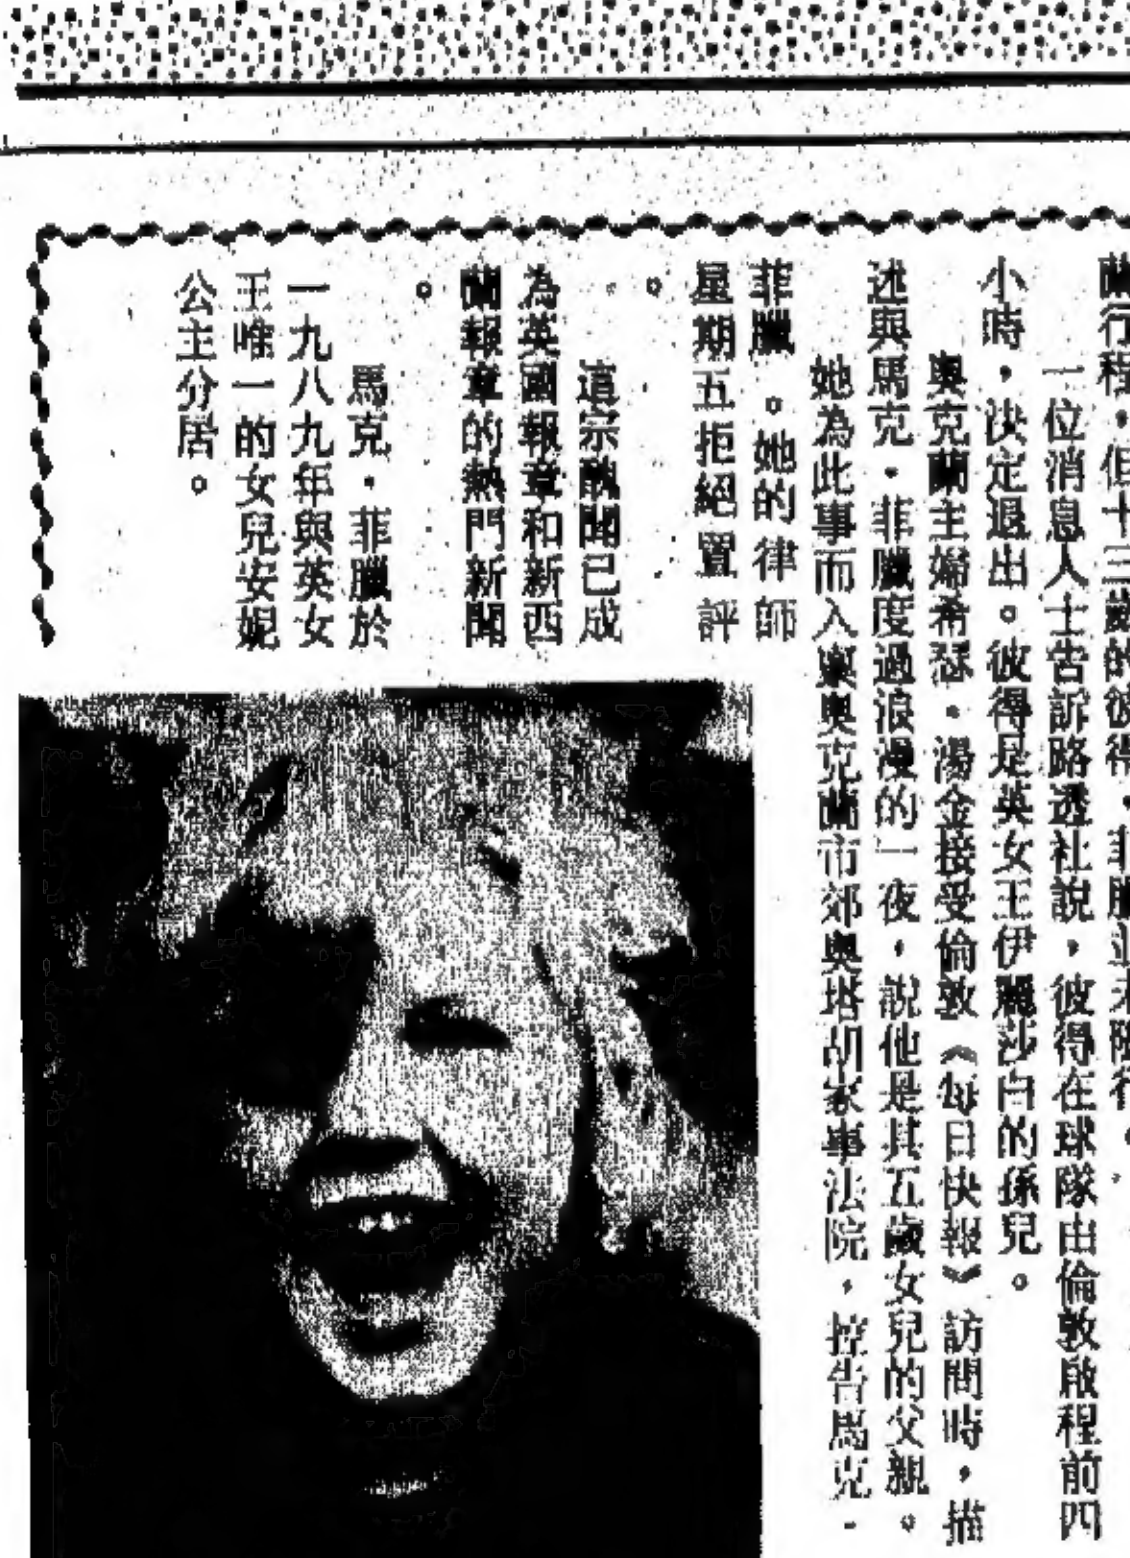 蘭行程，但十三歲的彼得．菲臘並未隨行。
一位消息人士告訴路透社說，彼得在球隊由倫敦啟程前四
小時，決定退出。彼得是英女王伊麗莎白的孫兒。
奧克蘭主婦希瑟．湯金接受倫敦《每日快報》訪問時，描
述與馬克．菲臘度過浪漫的一夜，說他是其五歲女兒的父親。
她為此事而入稟奧克蘭市郊奧塔胡家事法院，控告馬克．
菲臘。她的律師
星期五拒絕置評
。
這宗醜聞已成
為英國報章和新西
蘭報章的熱門新聞
。
馬克．菲臘於
一九八九年與英女
王唯一的女兒安妮
公主分居。